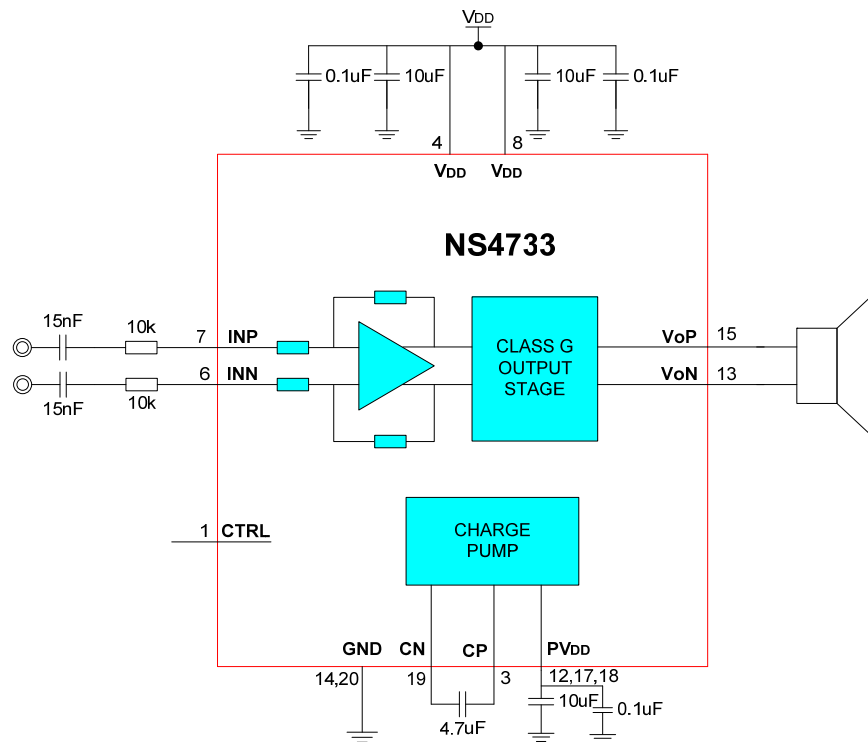 VDD
0.1uF 10uF 10uF 0.1uF
4 8
VDD VDD
NS4733
15nF 10k 7 INP
CLASS G
OUTPUT
STAGE
VoP 15
15nF 10k 6 INN
VoN 13
1 CTRL
CHARGE
PUMP
GND CN CP PVDD
14,20 19 3 12,17,18
4.7uF 10uF 0.1uF